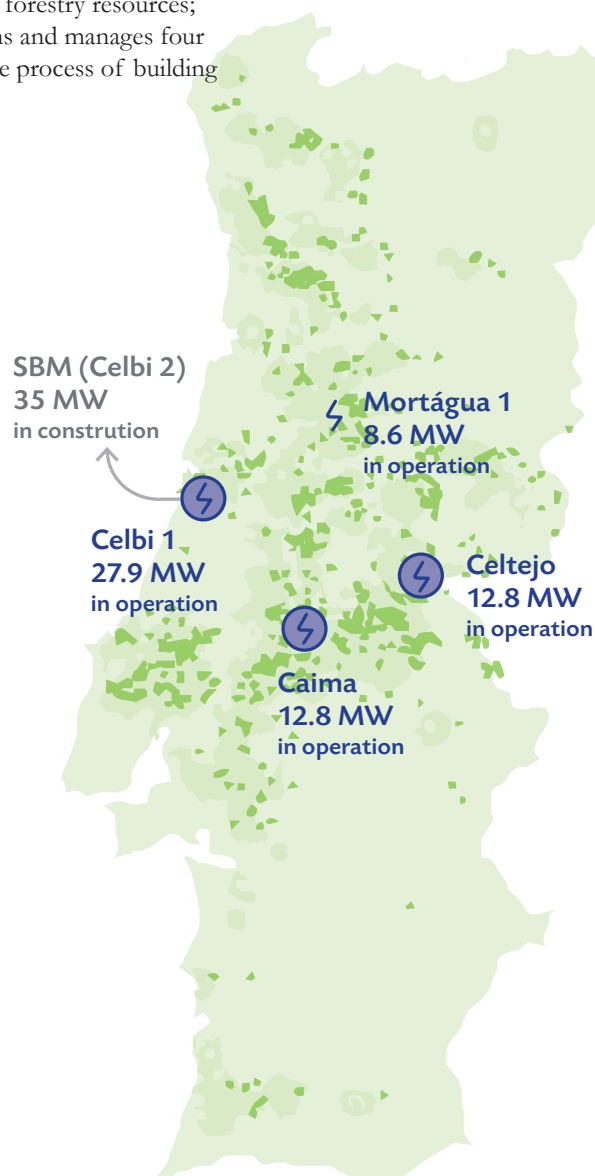 forestry resources;
ns and manages four
e process of building
SBM (Celbi 2)
35 MW
in constrution
Mortágua 1
8.6 MW
in operation
Celbi 1
27.9 MW
in operation
Celtejo
12.8 MW
in operation
Caima
12.8 MW
in operation